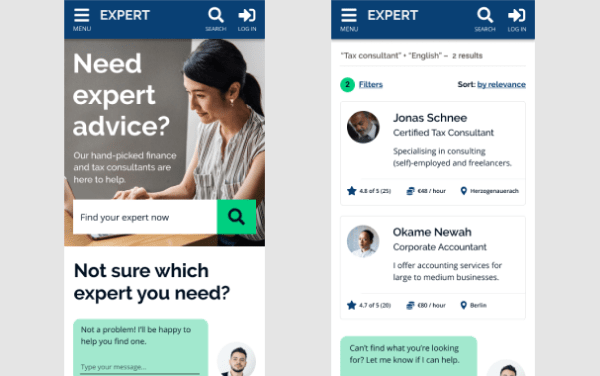 EXPERT
MENU
SEARCH
LOG IN
Need
expert
advice?
Our hand-picked finance
and tax consultants are
here to help.
Find your expert now
Not sure which
expert you need?
Not a problem! I'll be happy to
help you find one.
Type your message...
EXPERT
MENU
SEARCH
LOG IN
"Tax consultant" • "English" – 2 results
2 Filters
Sort: by relevance
Jonas Schnee
Certified Tax Consultant
Specialising in consulting
(self)-employed and freelancers.
4.8 of 5 (25) €48 / hour Herzogenauerach
Okame Newah
Corporate Accountant
I offer accounting services for
large to medium businesses.
4.7 of 5 (20) €80 / hour Berlin
Can't find what you're looking
for? Let me know if I can help.